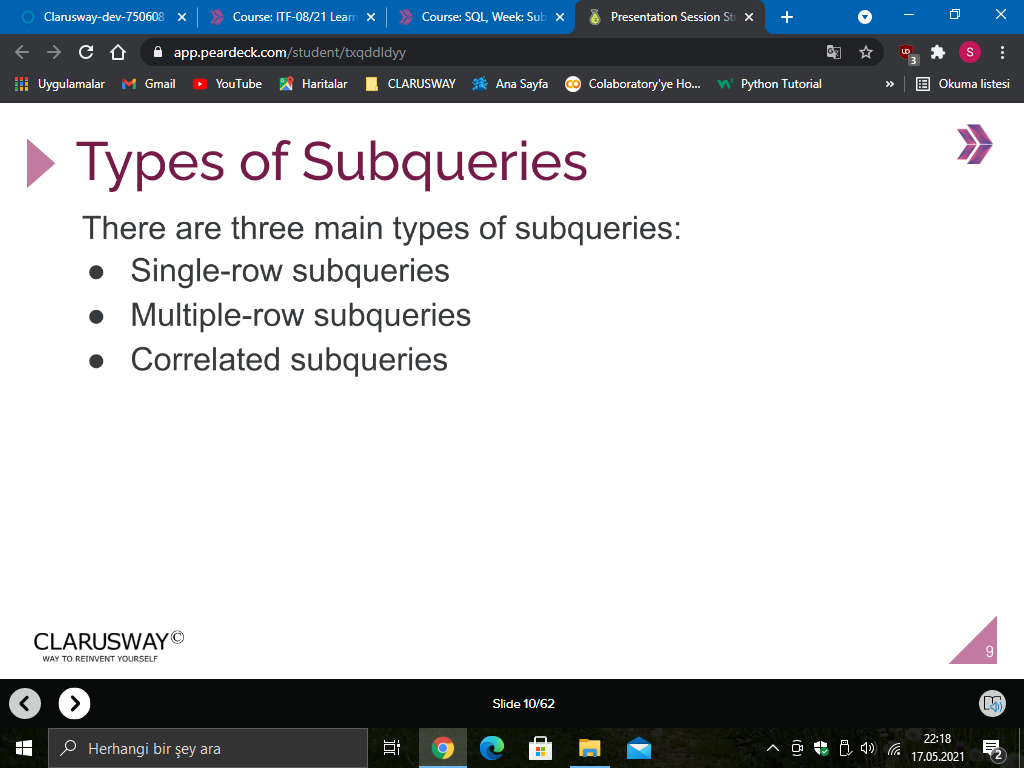 Clarusway-dev-750608
Course: ITF-08/21 Learn
Course: SQL, Week: Sub
Presentation Session St
app.peardeck.com/student/txqddldyy
3
S
Uygulamalar
Gmail
YouTube
Haritalar
CLARUSWAY
Ana Sayfa
Colaboratory'ye Ho...
Python Tutorial
»
Okuma listesi
Types of Subqueries
There are three main types of subqueries:
● Single-row subqueries
● Multiple-row subqueries
● Correlated subqueries
CLARUSWAY©
WAY TO REINVENT YOURSELF
9
Slide 10/62
Herhangi bir şey ara
22:18
17.05.2021
2